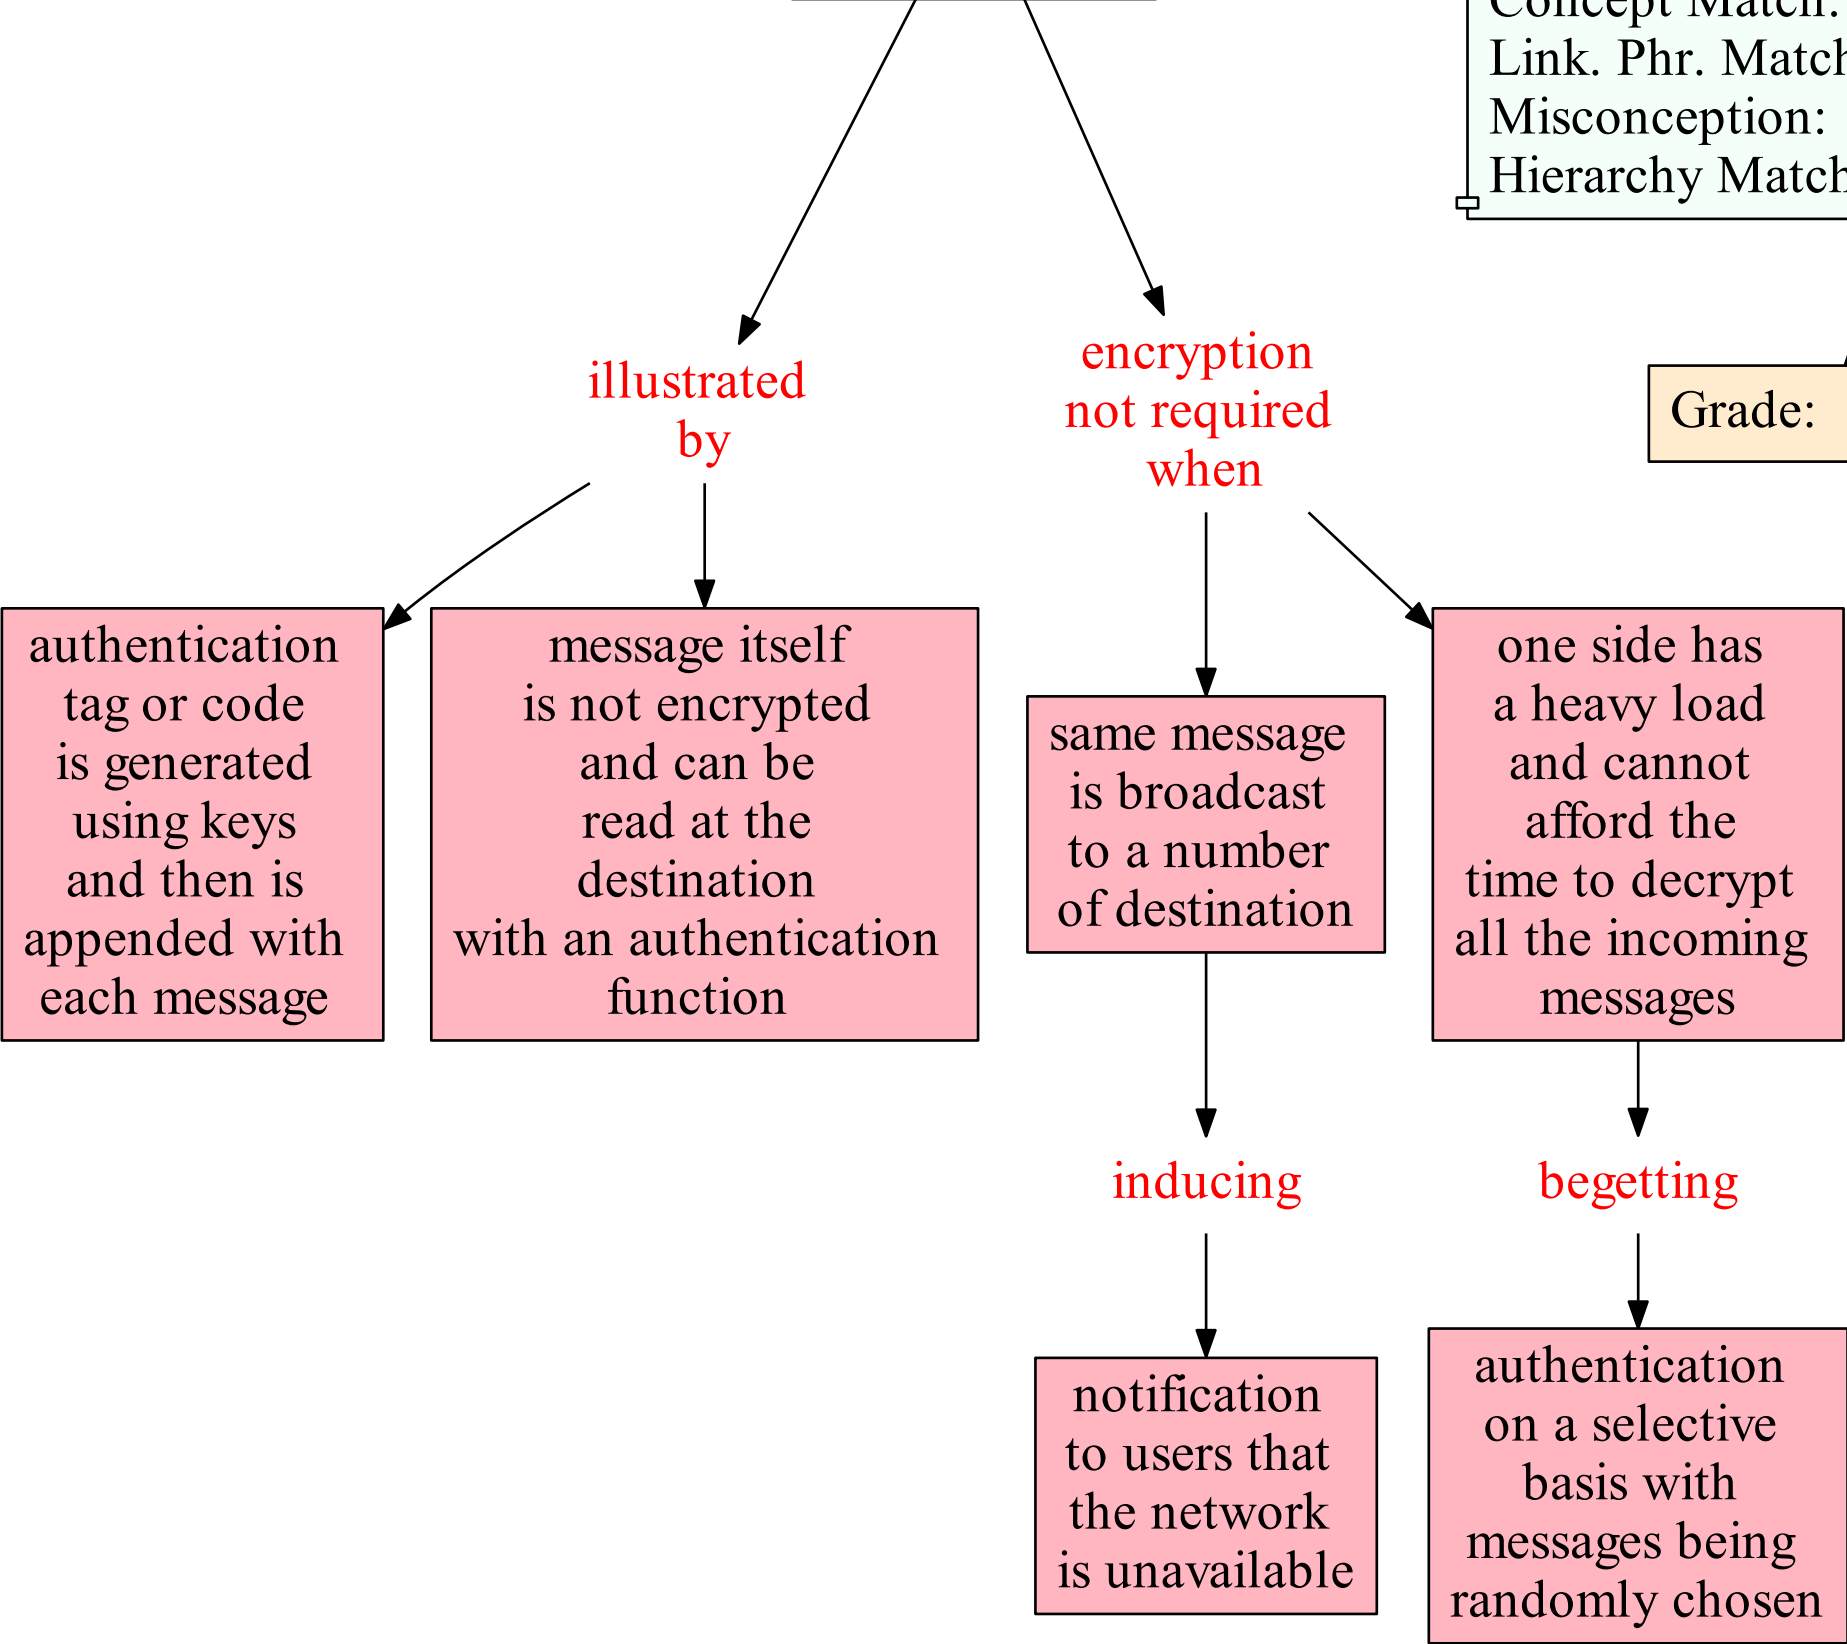 Concept Match:
Link. Phr. Match
Misconception:
Hierarchy Match
illustrated
by
encryption
not required
when
Grade:
authentication
tag or code
is generated
using keys
and then is
appended with
each message
message itself
is not encrypted
and can be
read at the
destination
with an authentication
function
same message
is broadcast
to a number
of destination
one side has
a heavy load
and cannot
afford the
time to decrypt
all the incoming
messages
inducing
begetting
notification
to users that
the network
is unavailable
authentication
on a selective
basis with
messages being
randomly chosen